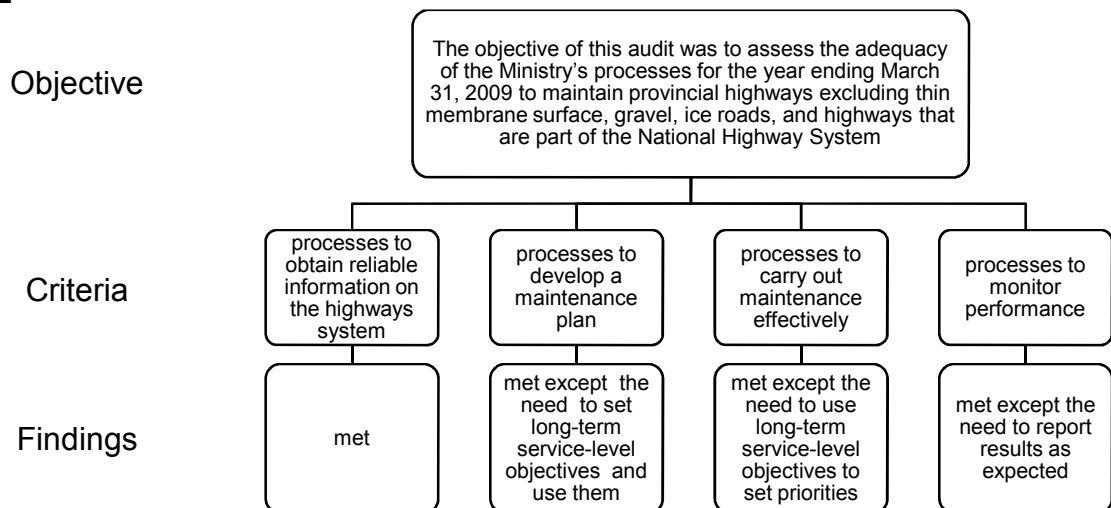 Objective
The objective of this audit was to assess the adequacy
of the Ministry's processes for the year ending March
31, 2009 to maintain provincial highways excluding thin
membrane surface, gravel, ice roads, and highways that
are part of the National Highway System
Criteria
processes to
obtain reliable
information on
the highways
system
processes to
develop a
maintenance
plan
processes to
carry out
maintenance
effectively
processes to
monitor
performance
Findings
met
met except the
need to set
long-term
service-level
objectives and
use them
met except the
need to use
long-term
service-level
objectives to
set priorities
met except the
need to report
results as
expected